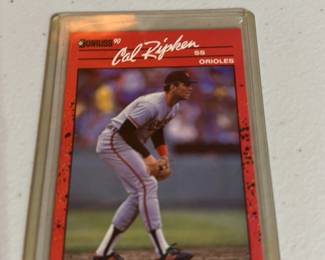 DONRUSS '90
Cal Ripken
SS
ORIOLES